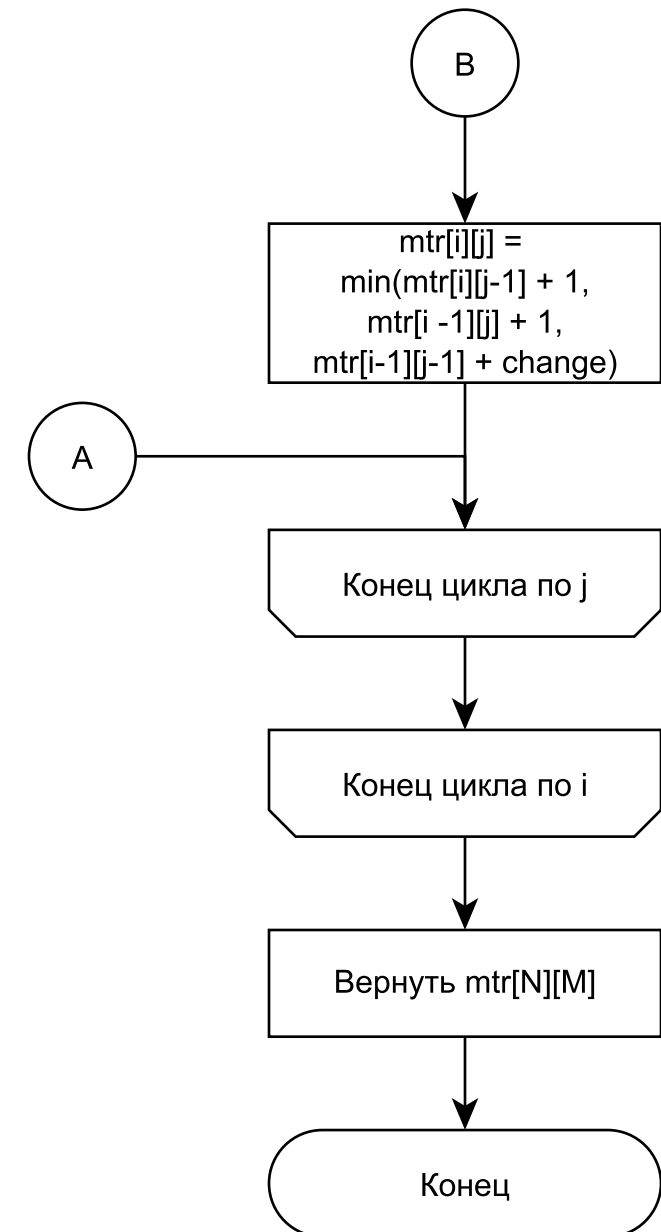 B
mtr[i][j] =
min(mtr[i][j-1] + 1,
mtr[i -1][j] + 1,
mtr[i-1][j-1] + change)
A
Конец цикла по j
Конец цикла по i
Вернуть mtr[N][M]
Конец